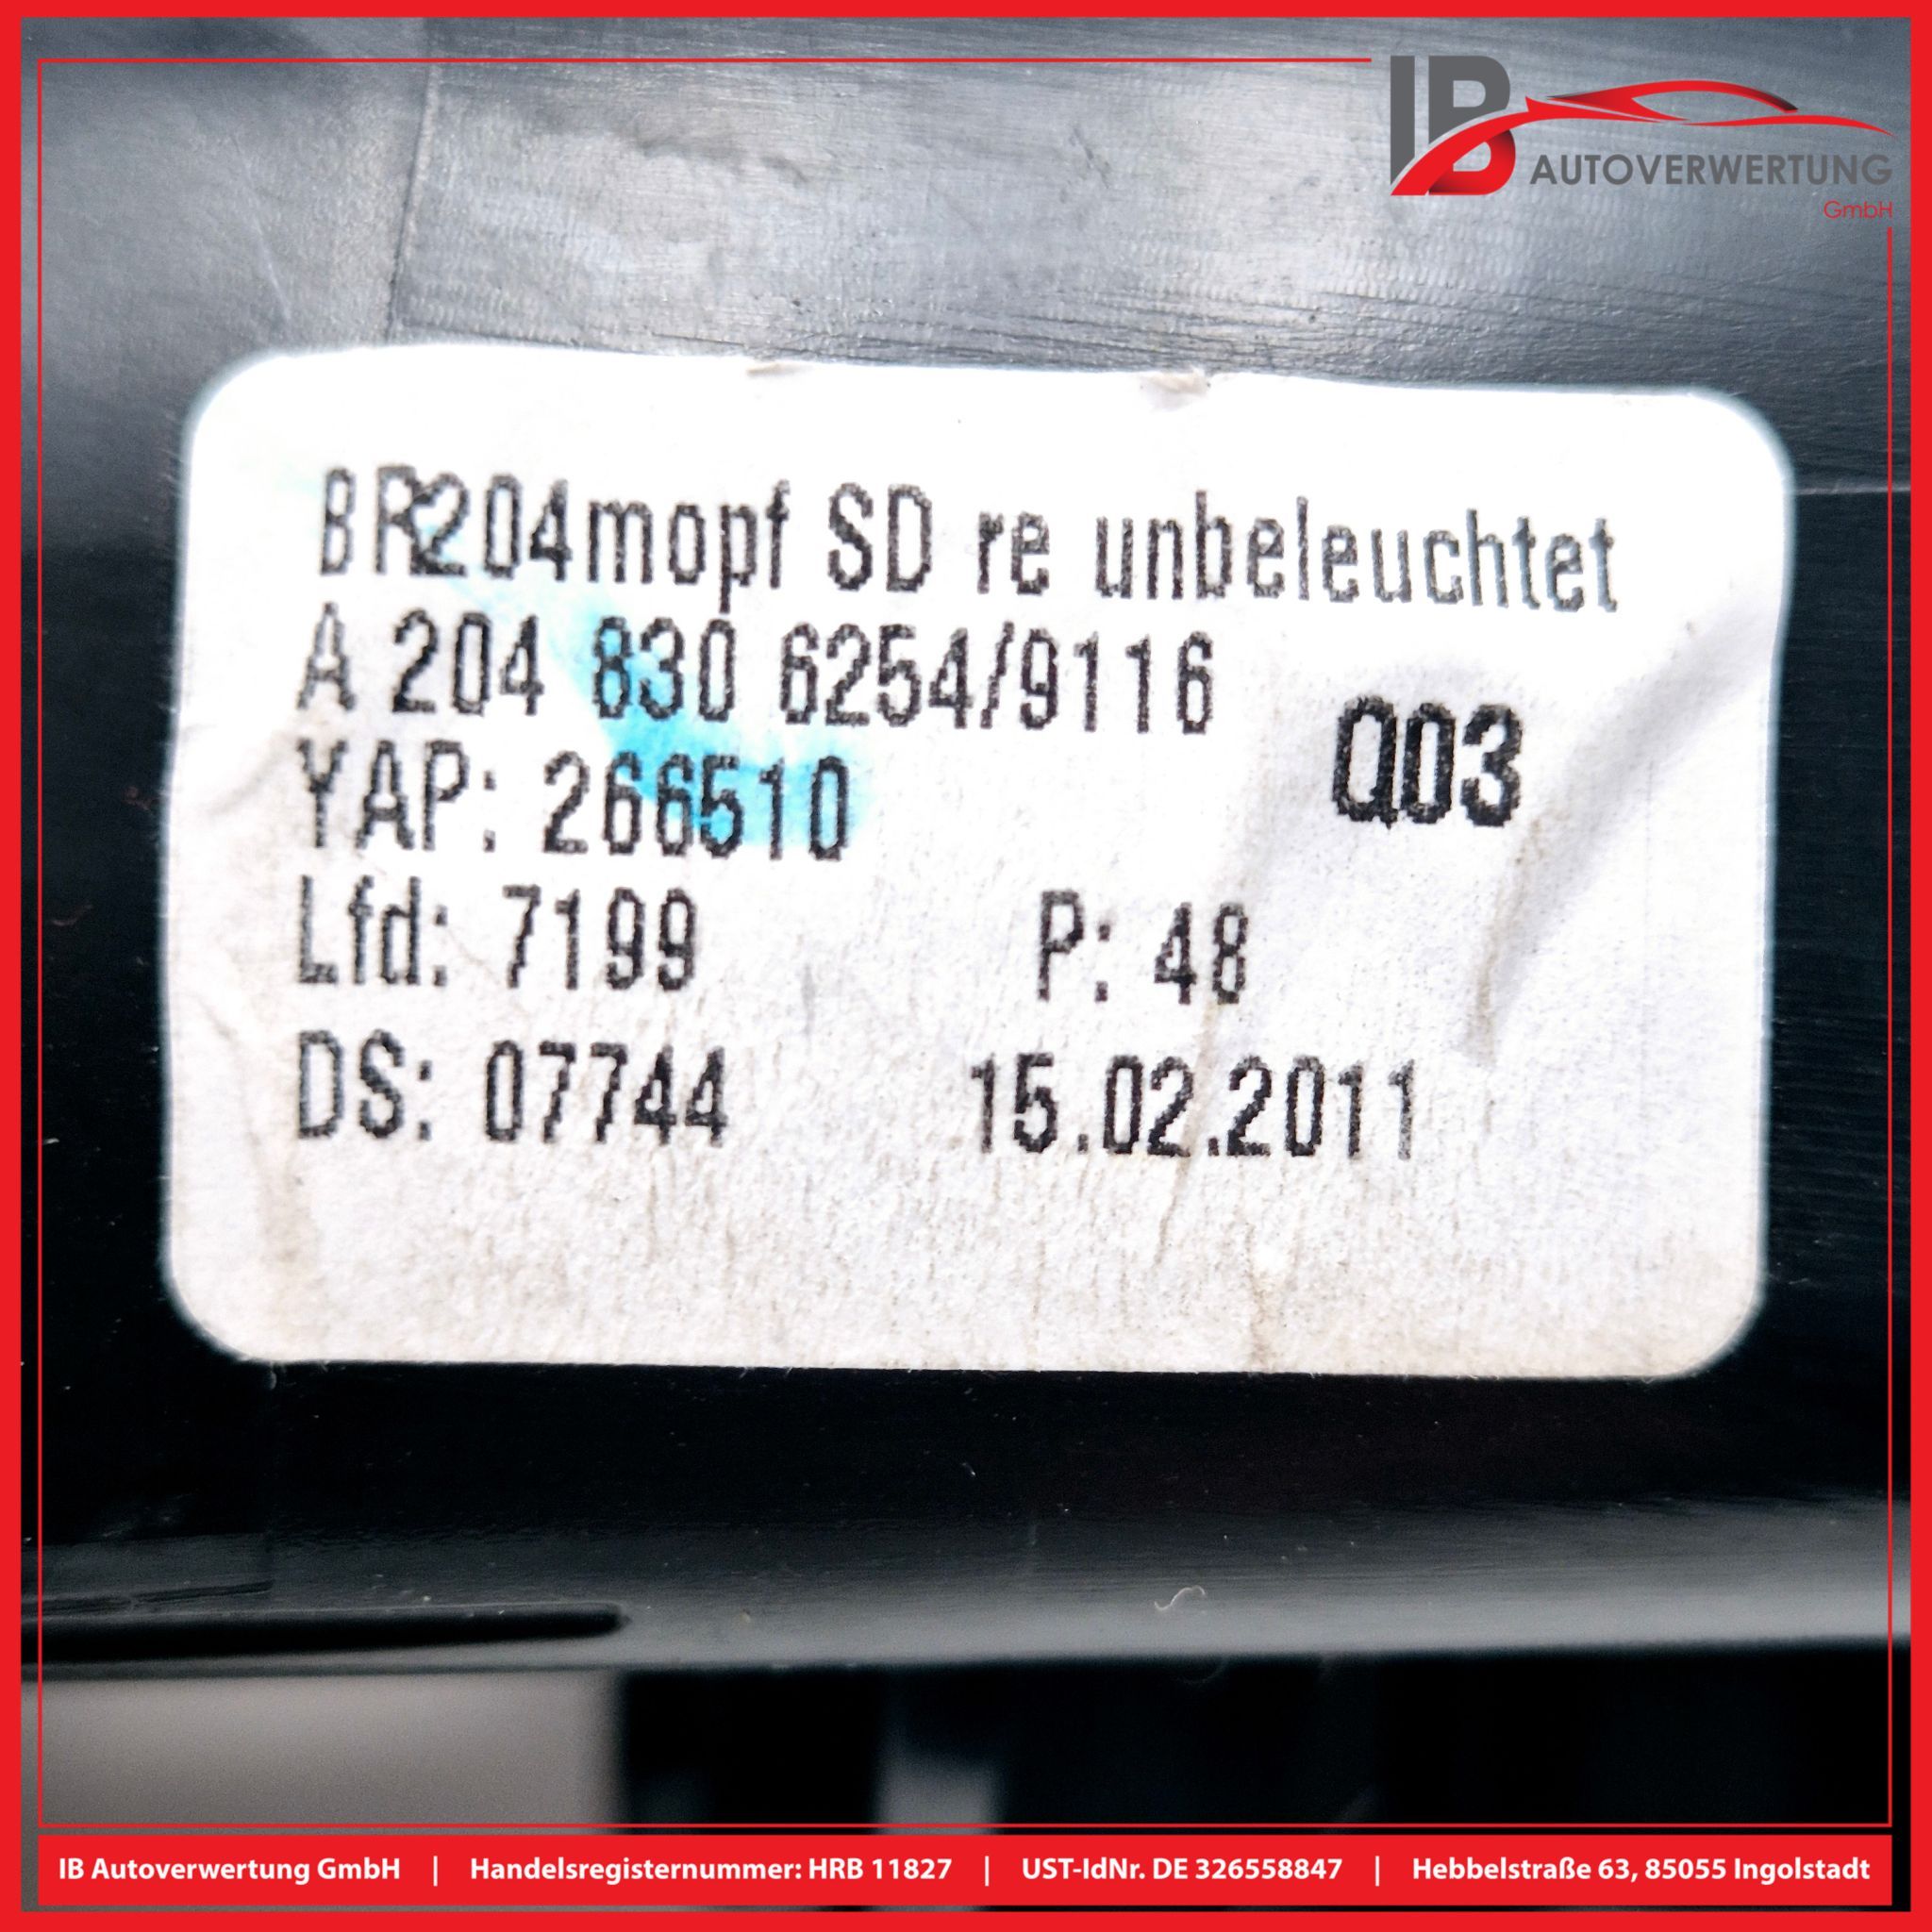 IB
AUTOVERWERTUNG
GmbH
BR204mopf SD re unbeleuchtet
A 204 830 6254/9116
Q03
YAP: 266510
Lfd: 7199 P: 48
DS: 07744 15.02.2011
IB Autoverwertung GmbH | Handelsregisternummer: HRB 11827 | UST-IdNr. DE 326558847 | Hebbelstraße 63, 85055 Ingolstadt